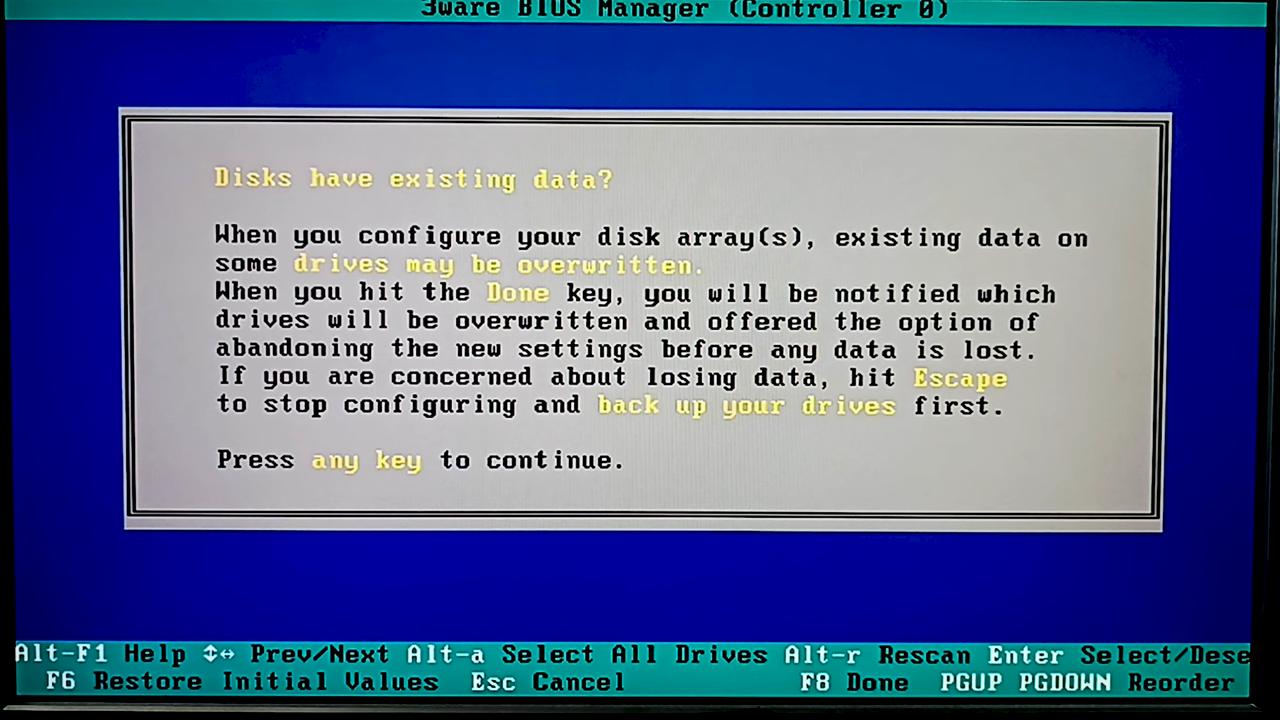 3ware BIOS Manager (Controller 0)
Disks have existing data?
When you configure your disk array(s), existing data on
some drives may be overwritten.
When you hit the Done key, you will be notified which
drives will be overwritten and offered the option of
abandoning the new settings before any data is lost.
If you are concerned about losing data, hit Escape
to stop configuring and back up your drives first.
Press any key to continue.
Alt-F1 Help ↕↔ Prev/Next Alt-a Select All Drives Alt-r Rescan Enter Select/Dese
F6 Restore Initial Values Esc Cancel F8 Done PGUP PGDOWN Reorder